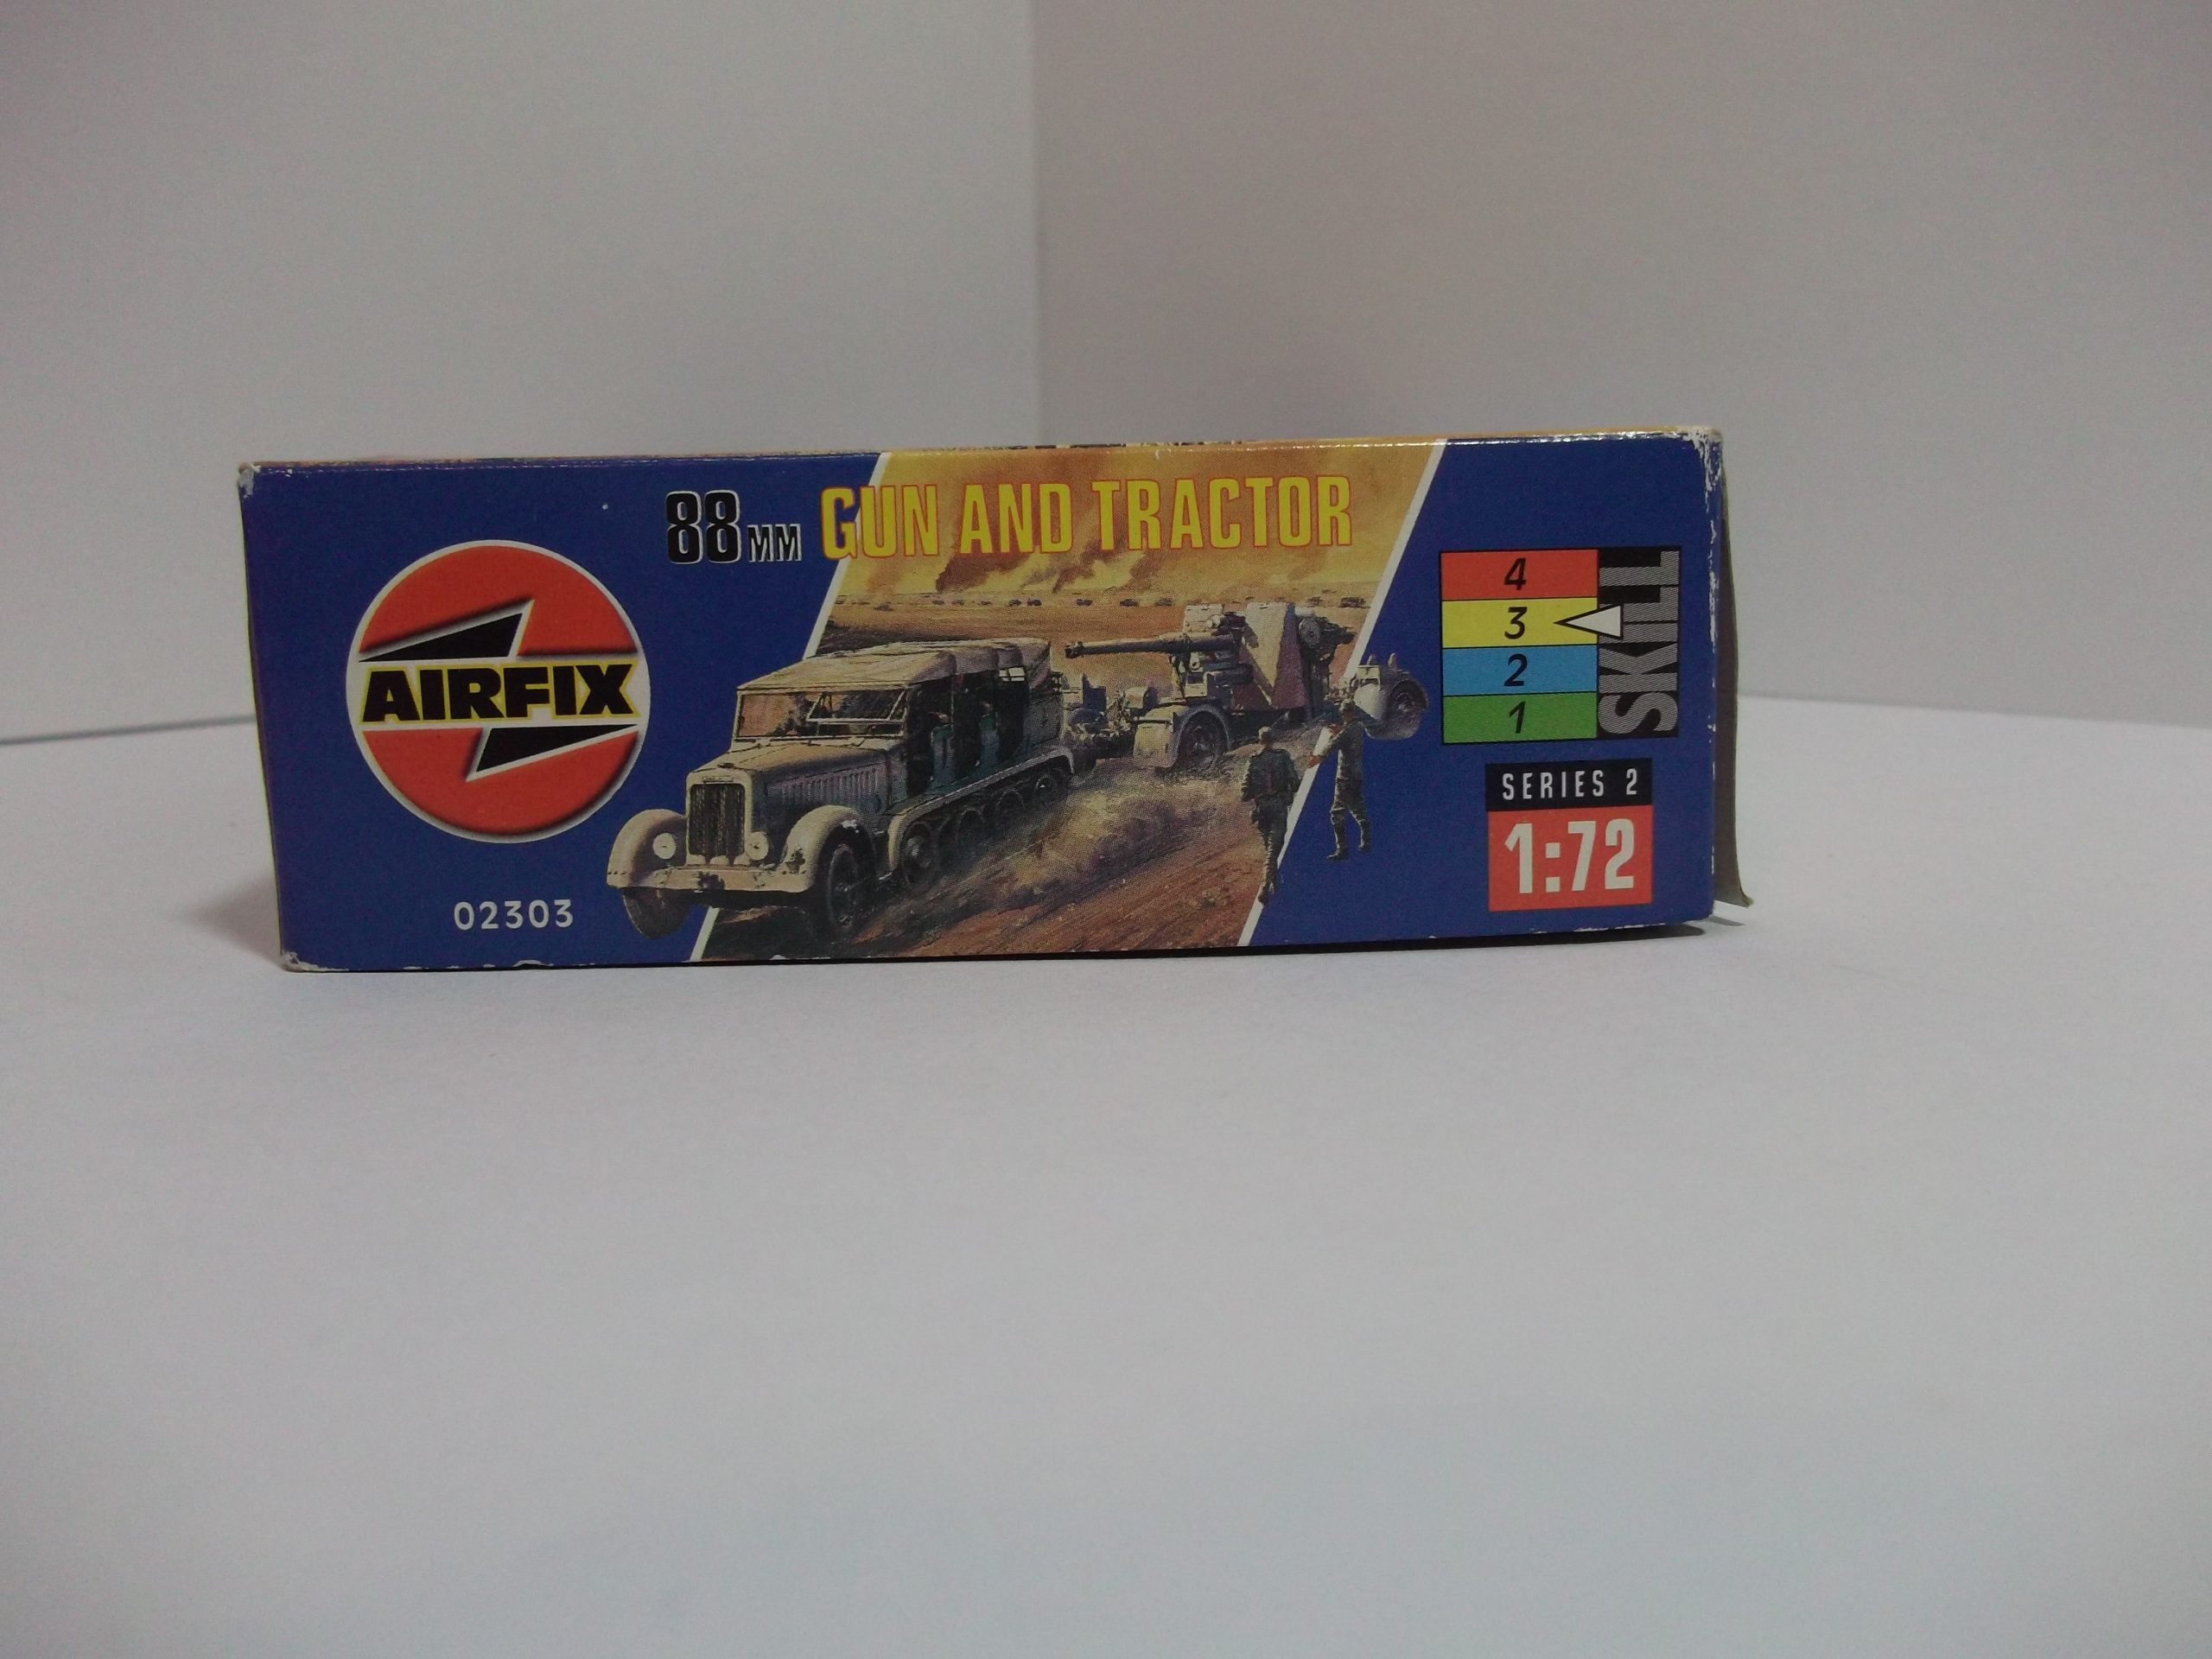 88MM GUN AND TRACTOR
AIRFIX
02303
4
3
2
1
SKILL
SERIES 2
1:72